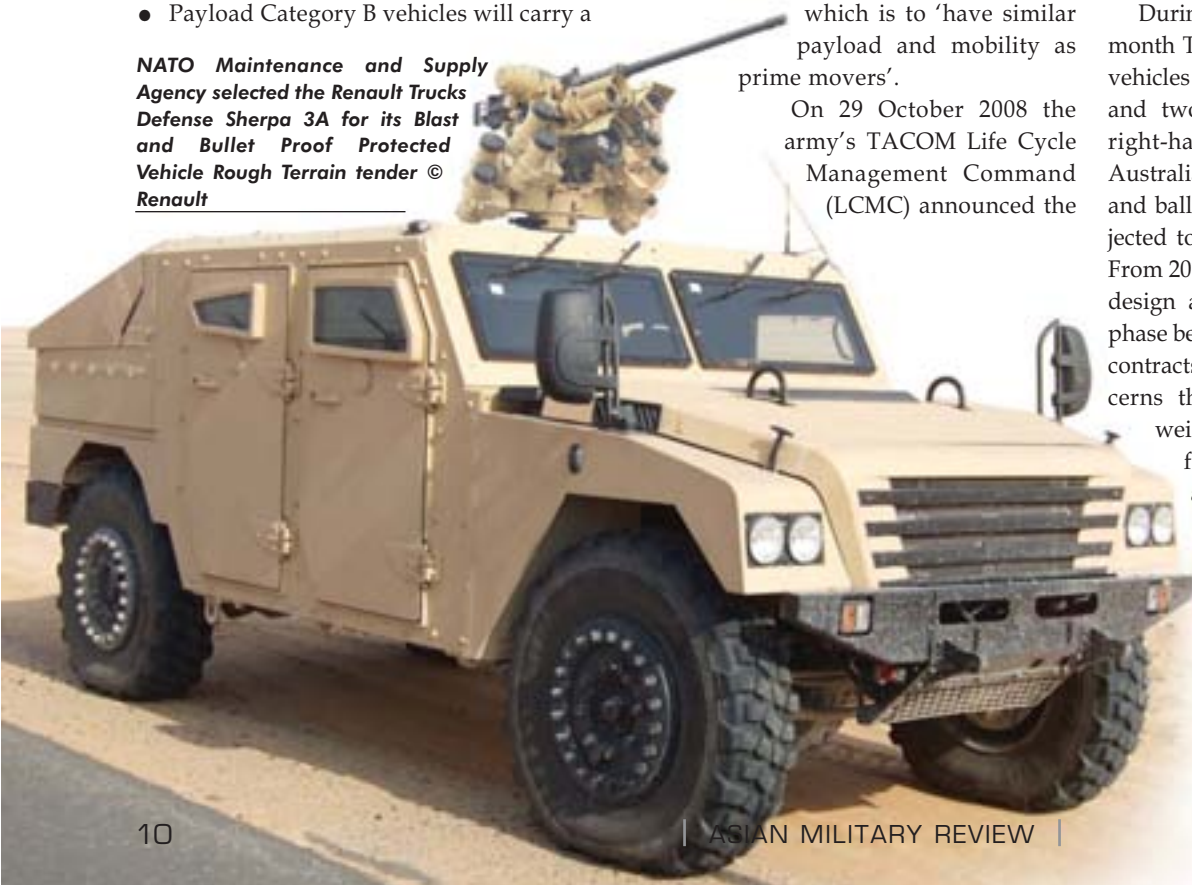 • Payload Category B vehicles will carry a
NATO Maintenance and Supply
Agency selected the Renault Trucks
Defense Sherpa 3A for its Blast
and Bullet Proof Protected
Vehicle Rough Terrain tender ©
Renault
which is to ‘have similar
payload and mobility as
prime movers’.
On 29 October 2008 the
army's TACOM Life Cycle
Management Command
(LCMC) announced the
Durin
month T
vehicles
and two
right-ha
Australi
and ball
jected to
From 20
design a
phase be
contracts
cerns th
wei
f
10
| ASIAN MILITARY REVIEW |